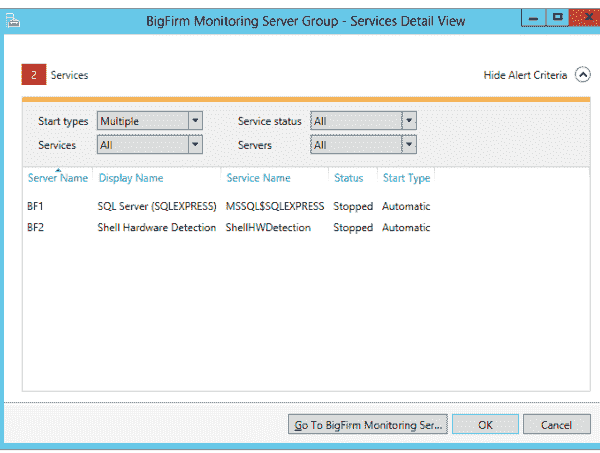 BigFirm Monitoring Server Group - Services Detail View
2 Services Hide Alert Criteria
Start types Multiple Service status All
Services All Servers All
Server Name Display Name Service Name Status Start Type
BF1 SQL Server (SQLEXPRESS) MSSQL$SQLEXPRESS Stopped Automatic
BF2 Shell Hardware Detection ShellHWDetection Stopped Automatic
Go To BigFirm Monitoring Ser... OK Cancel